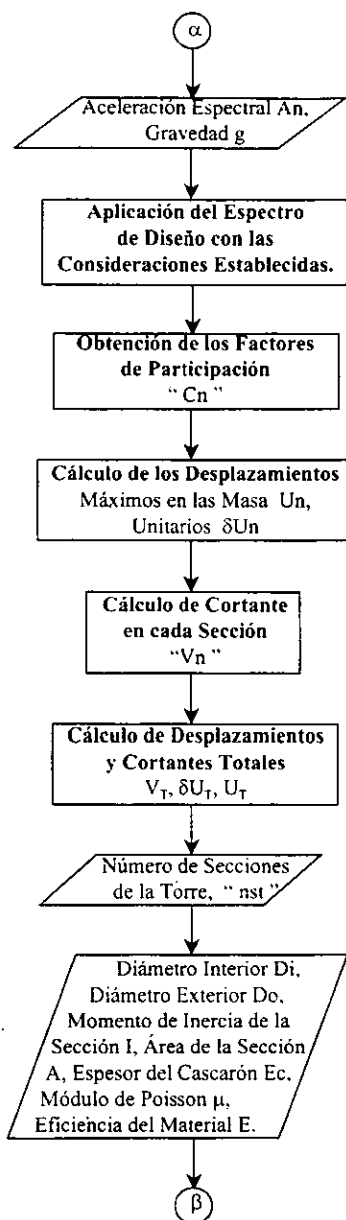 α
Aceleración Espectral An,
Gravedad g
Aplicación del Espectro
de Diseño con las
Consideraciones Establecidas.
Obtención de los Factores
de Participación
“ Cn ”
Cálculo de los Desplazamientos
Máximos en las Masa Un,
Unitarios δUn
Cálculo de Cortante
en cada Sección
“Vn ”
Cálculo de Desplazamientos
y Cortantes Totales
V_T, δU_T, U_T
Número de Secciones
de la Torre, “ nst ”
Diámetro Interior Di,
Diámetro Exterior Do,
Momento de Inercia de la
Sección I, Área de la Sección
A, Espesor del Cascarón Ec,
Módulo de Poisson μ,
Eficiencia del Material E.
β